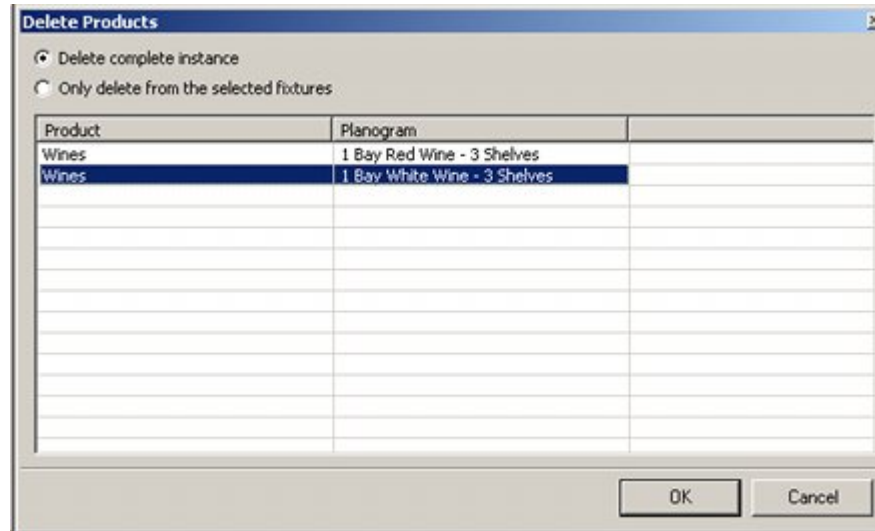 Delete Products
Delete complete instance
Only delete from the selected fixtures
Product Planogram
Wines 1 Bay Red Wine - 3 Shelves
Wines 1 Bay White Wine - 3 Shelves
OK Cancel